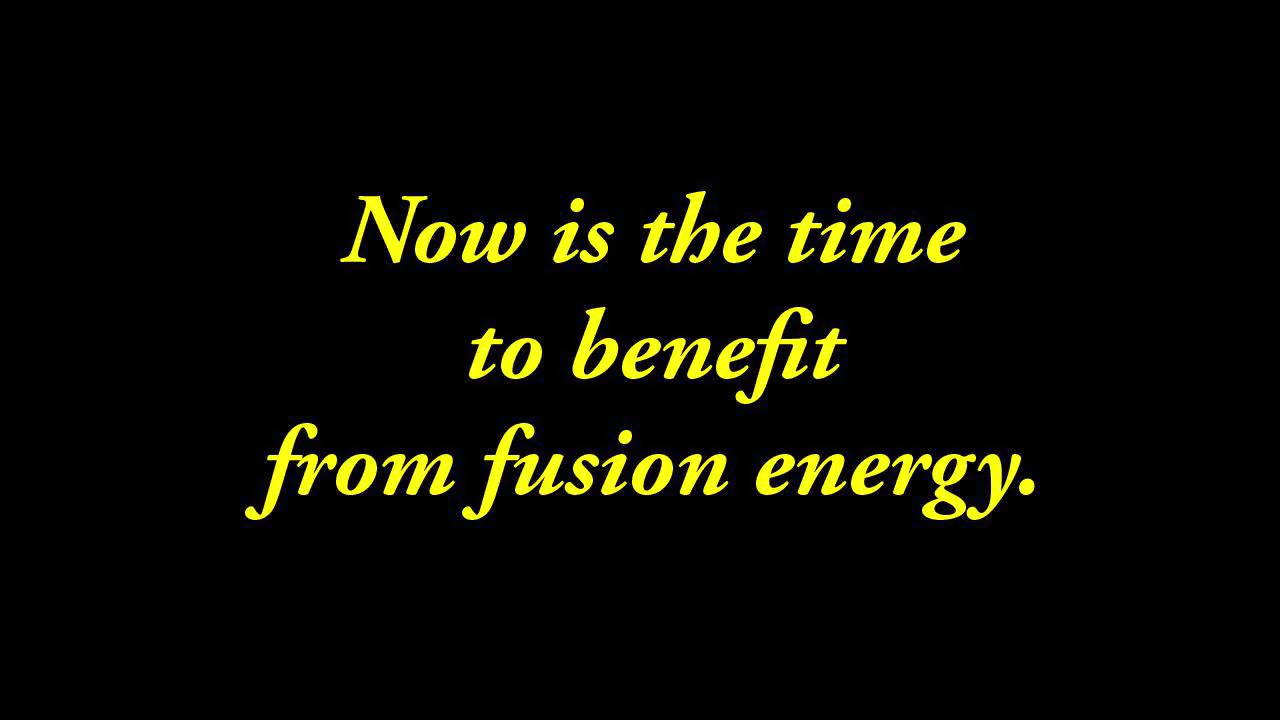 Now is the time
to benefit
from fusion energy.